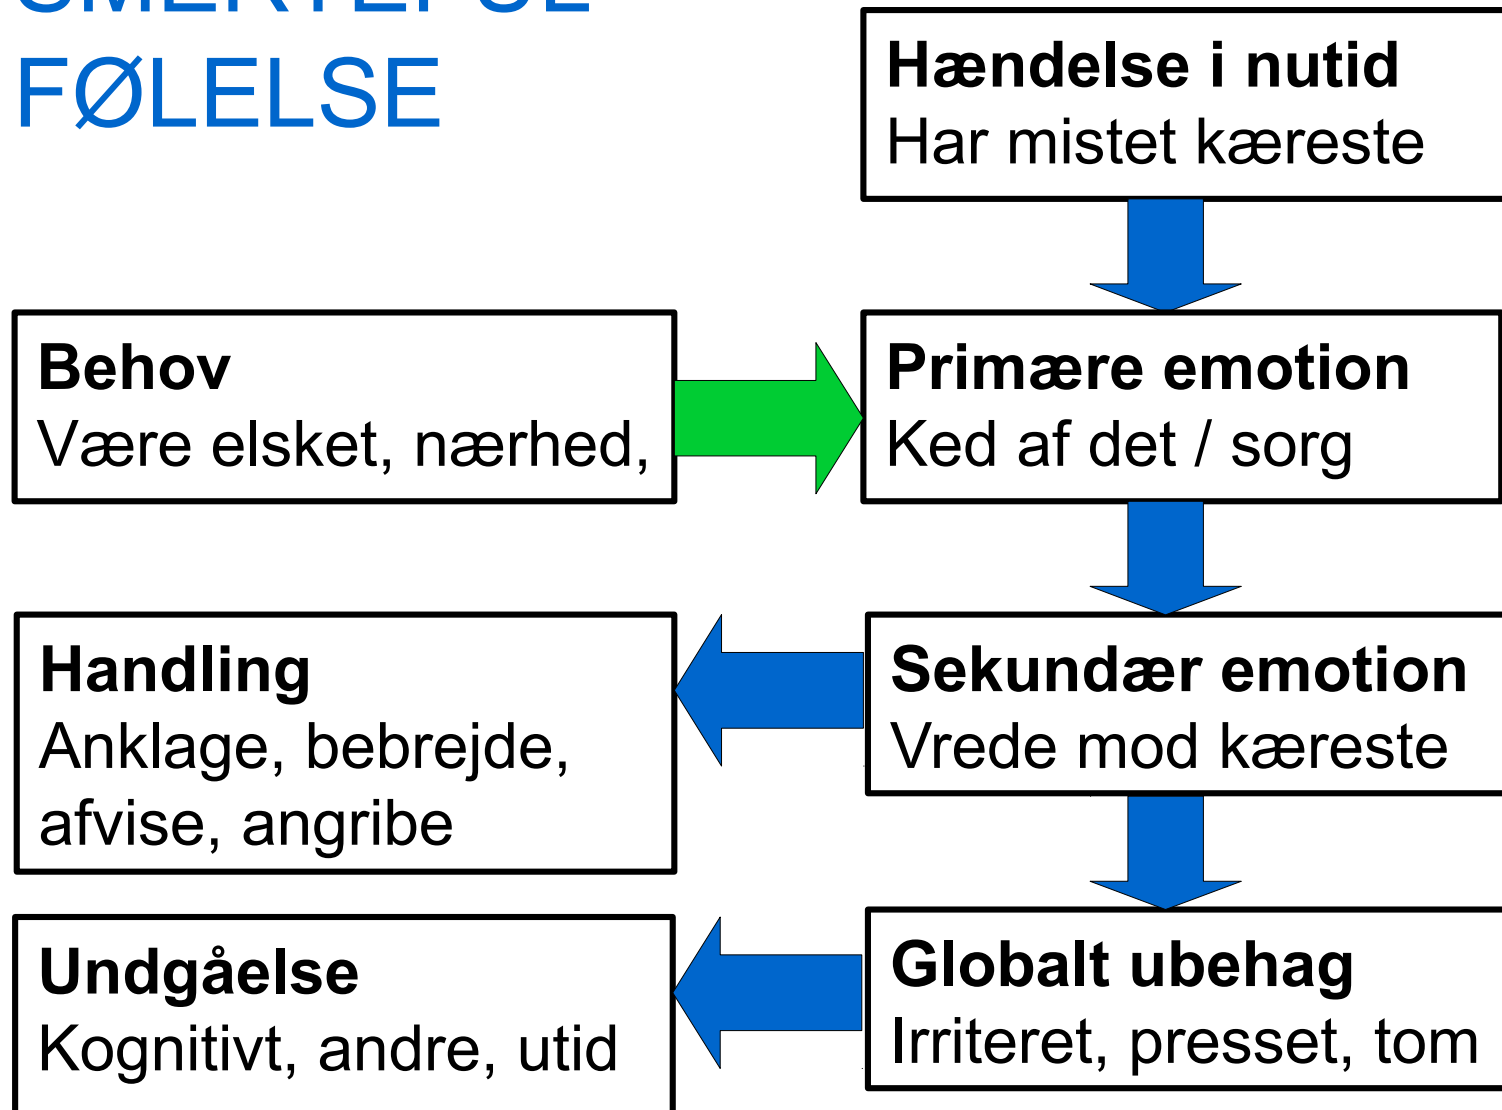 FØLELSE
Hændelse i nutid
Har mistet kæreste
Behov
Være elsket, nærhed,
Primære emotion
Ked af det / sorg
Handling
Anklage, bebrejde,
afvise, angribe
Sekundær emotion
Vrede mod kæreste
Undgåelse
Kognitivt, andre, utid
Globalt ubehag
Irriteret, presset, tom